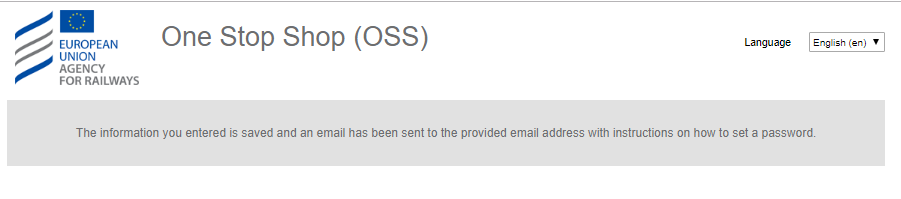 One Stop Shop (OSS)
EUROPEAN
UNION
AGENCY
FOR RAILWAYS
Language
English (en)
The information you entered is saved and an email has been sent to the provided email address with instructions on how to set a password.